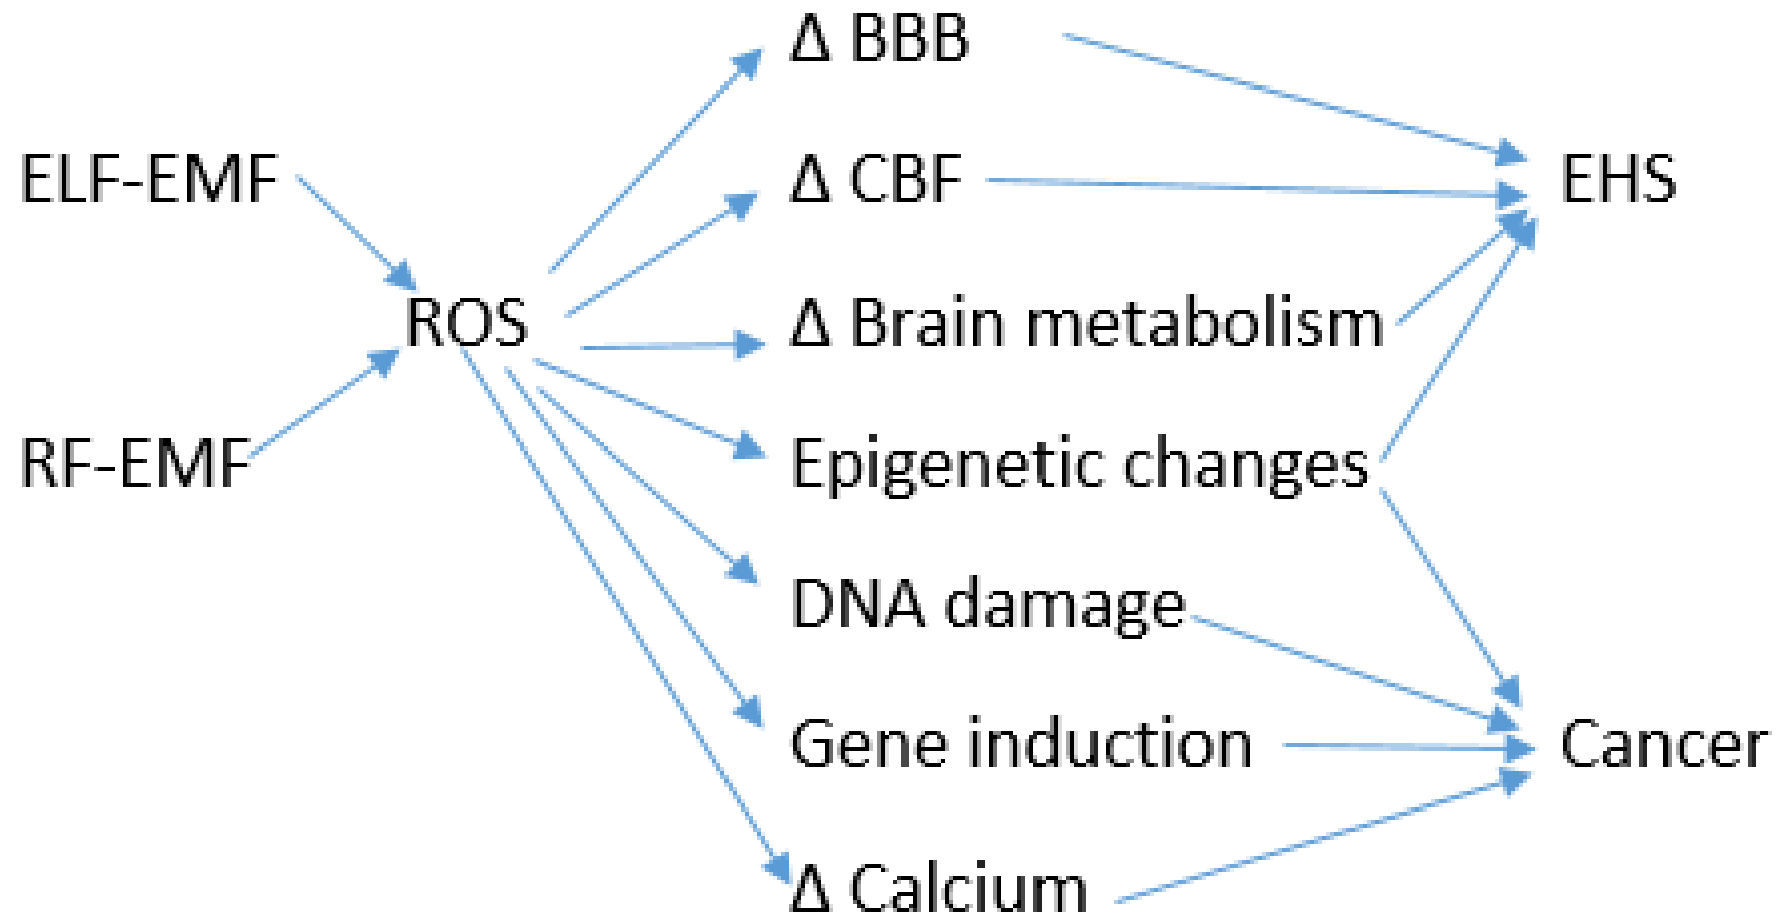 Δ BBB
ELF-EMF
Δ CBF
EHS
ROS
Δ Brain metabolism
RF-EMF
Epigenetic changes
DNA damage
Gene induction
Cancer
Δ Calcium